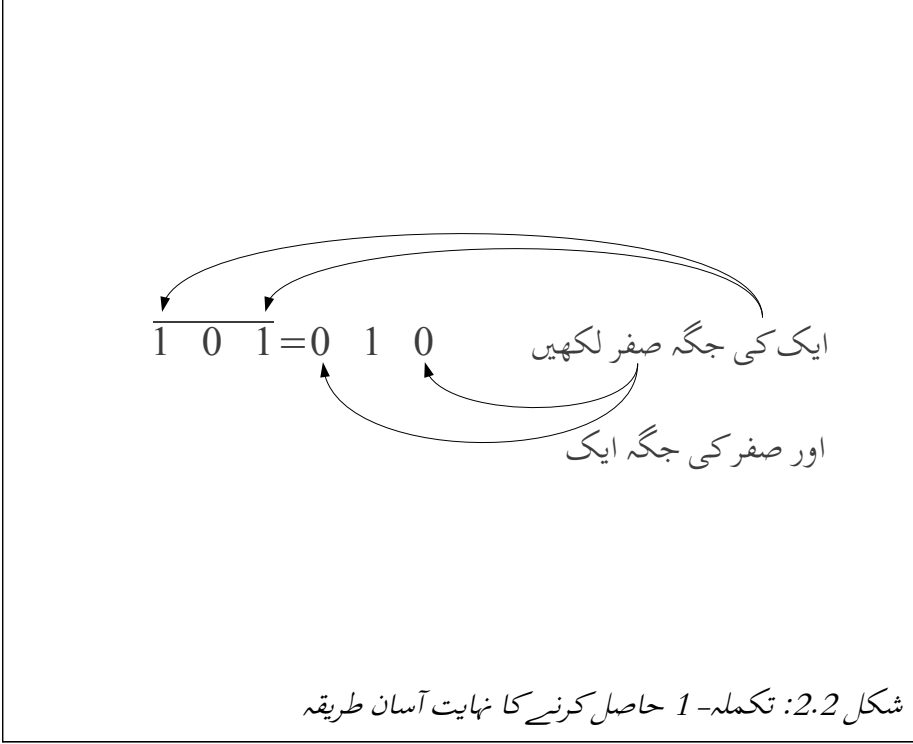 1 0 1=0 1 0 ایک کی جگہ صفر لکھیں
اور صفر کی جگہ ایک
شکل 2.2: تکملہ-1 حاصل کرنے کا نہایت آسان طریقہ